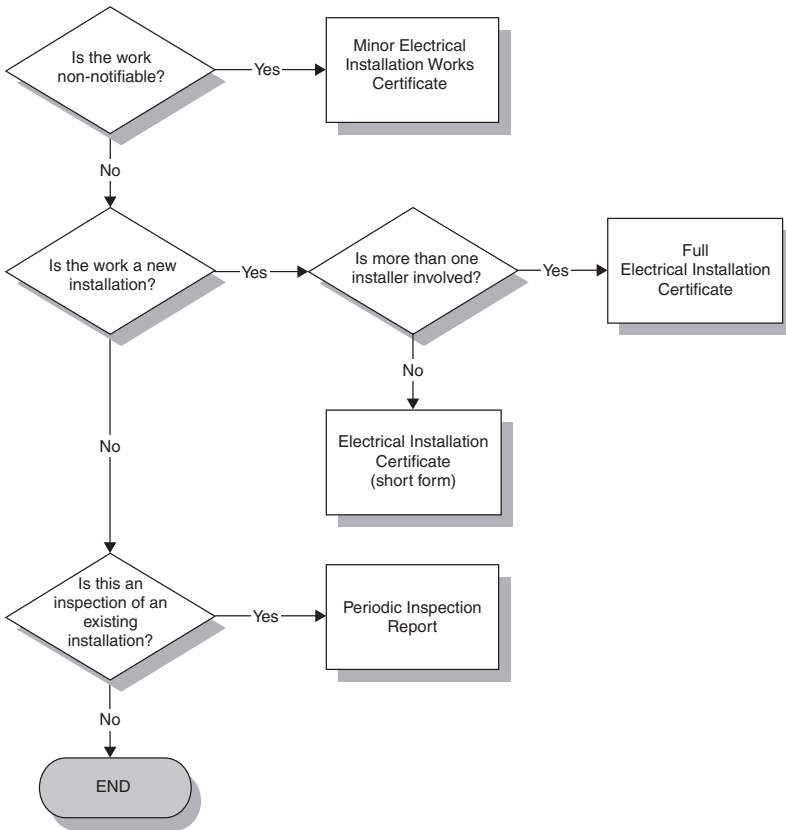 Is the work
non-notifiable?
Yes
Minor Electrical
Installation Works
Certificate
No
Is the work a new
installation?
Yes
Is more than one
installer involved?
Yes
Full
Electrical Installation
Certificate
No
Electrical Installation
Certificate
(short form)
No
Is this an
inspection of an
existing
installation?
Yes
Periodic Inspection
Report
No
END